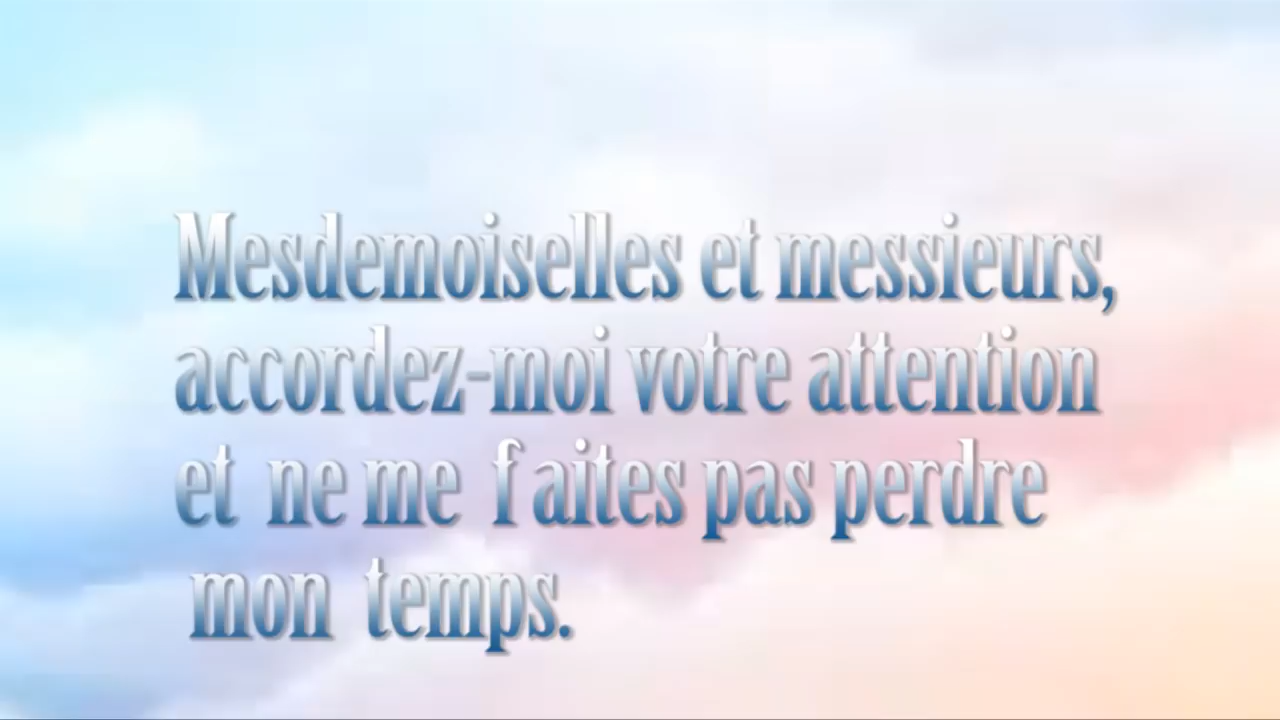 Mesdemoiselles et messieurs,
accordez-moi votre attention
et ne me faites pas perdre
mon temps.